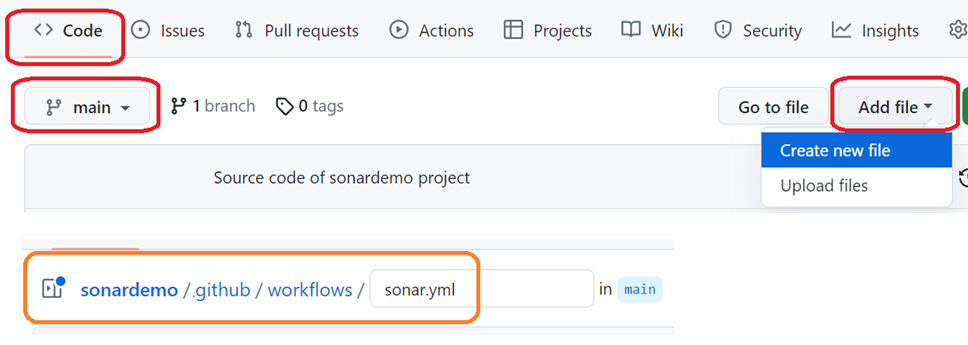 Code Issues Pull requests Actions Projects Wiki Security Insights
main 1 branch 0 tags Go to file Add file
Create new file
Source code of sonardemo project
Upload files
sonardemo / .github / workflows / sonar.yml in main